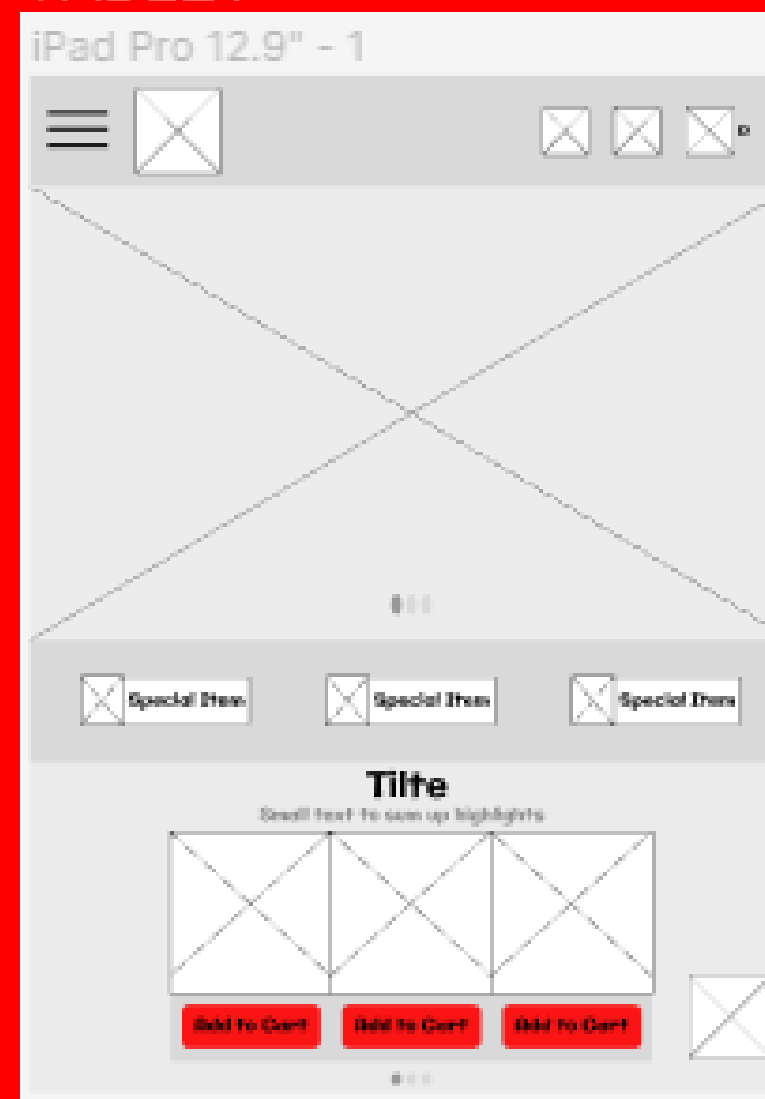 iPad Pro 12.9" - 1
Special Item Special Item Special Item
Tilte
Small text to sum up highlights
Add to Cart Add to Cart Add to Cart